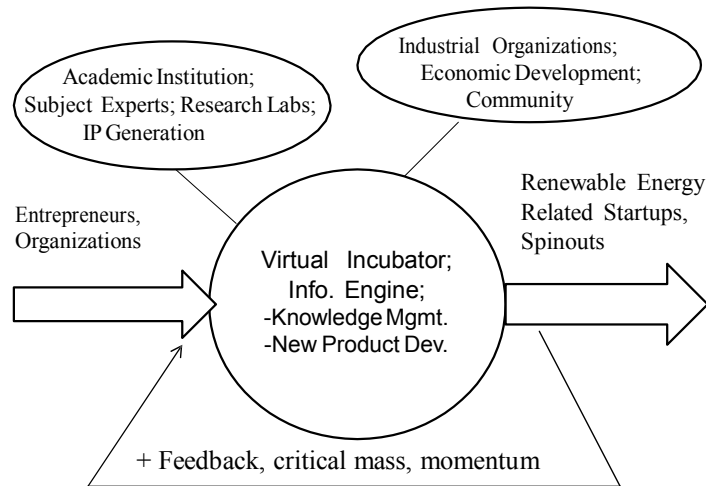 Academic Institution;
Subject Experts; Research Labs;
IP Generation
Industrial Organizations;
Economic Development;
Community
Entrepreneurs,
Organizations
Virtual Incubator;
Info. Engine;
-Knowledge Mgmt.
-New Product Dev.
Renewable Energy
Related Startups,
Spinouts
+ Feedback, critical mass, momentum